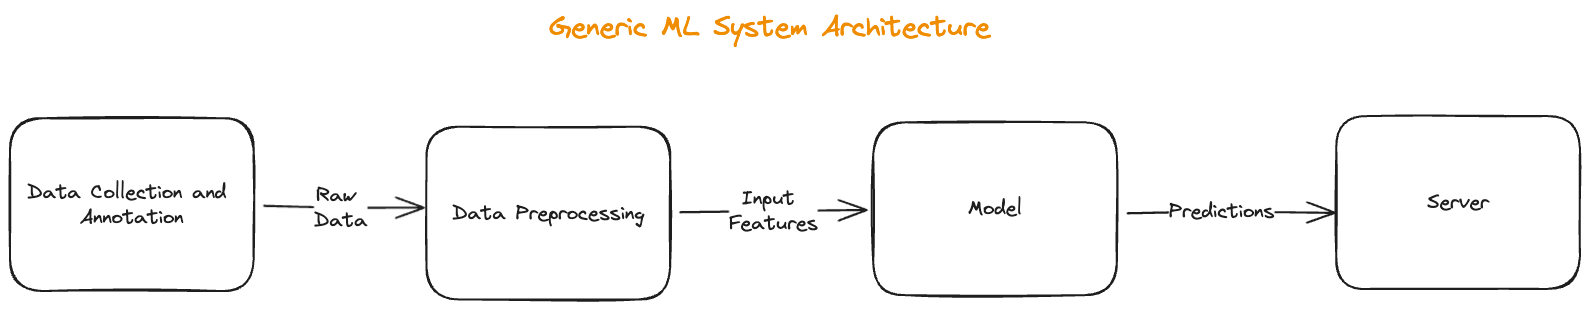 Generic ML System Architecture
Data Collection and
Annotation
Raw
Data
Data Preprocessing
Input
Features
Model
Predictions
Server